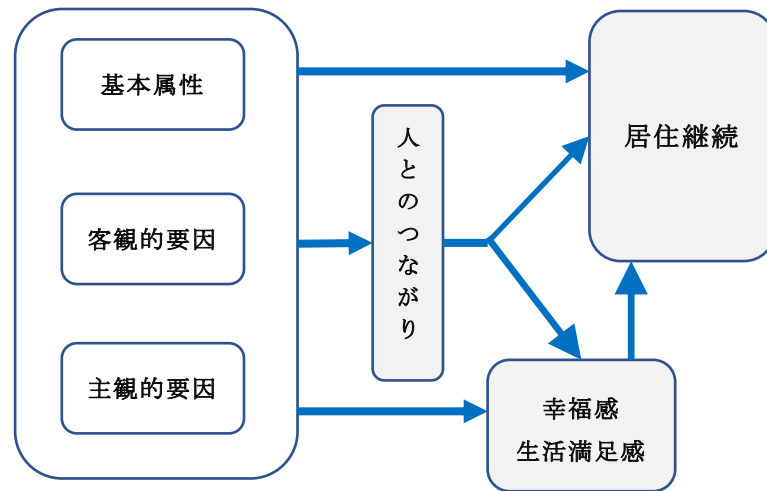 基本属性
客観的要因
主観的要因
人とのつながり
居住継続
幸福感
生活満足感